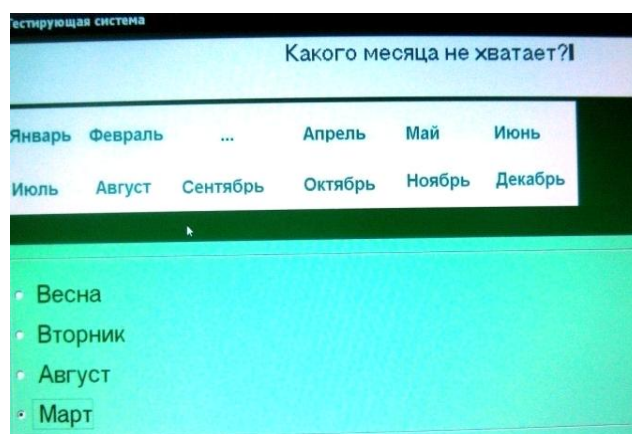 Тестирующая система
Какого месяца не хватает?
Январь Февраль ... Апрель Май Июнь
Июль Август Сентябрь Октябрь Ноябрь Декабрь
Весна
Вторник
Август
Март